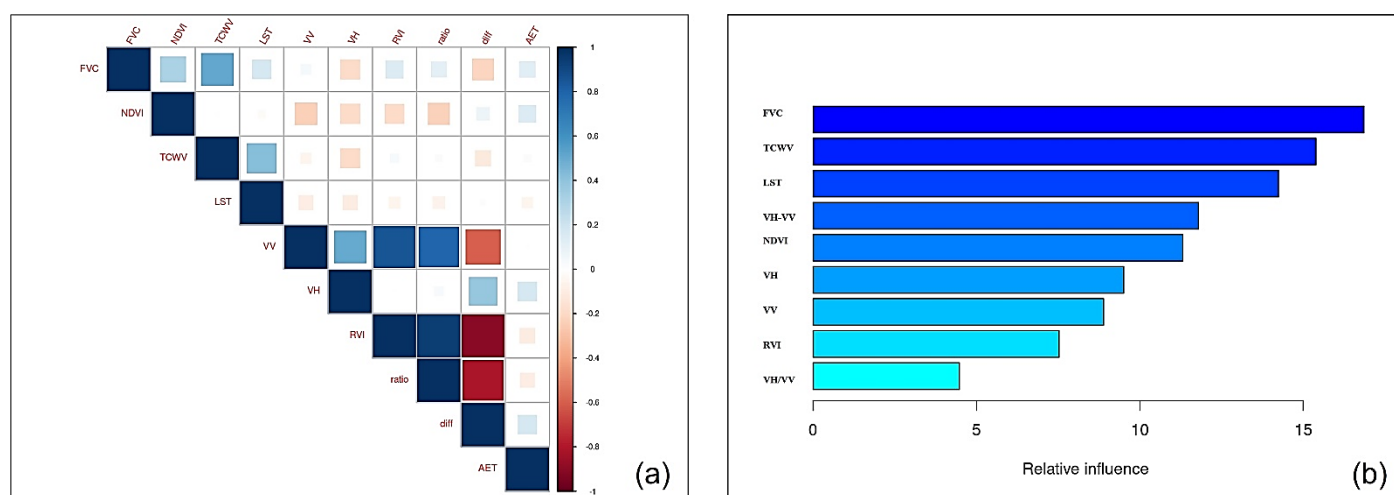 FVC NDVI TCWV LST VV VH RVI ratio diff AET
FVC
NDVI
TCWV
LST
VV
VH
RVI
ratio
diff
AET
1
0.8
0.6
0.4
0.2
0
-0.2
-0.4
-0.6
-0.8
-1
(a)
FVC
TCWV
LST
VH-VV
NDVI
VH
VV
RVI
VH/VV
0 5 10 15
Relative influence
(b)